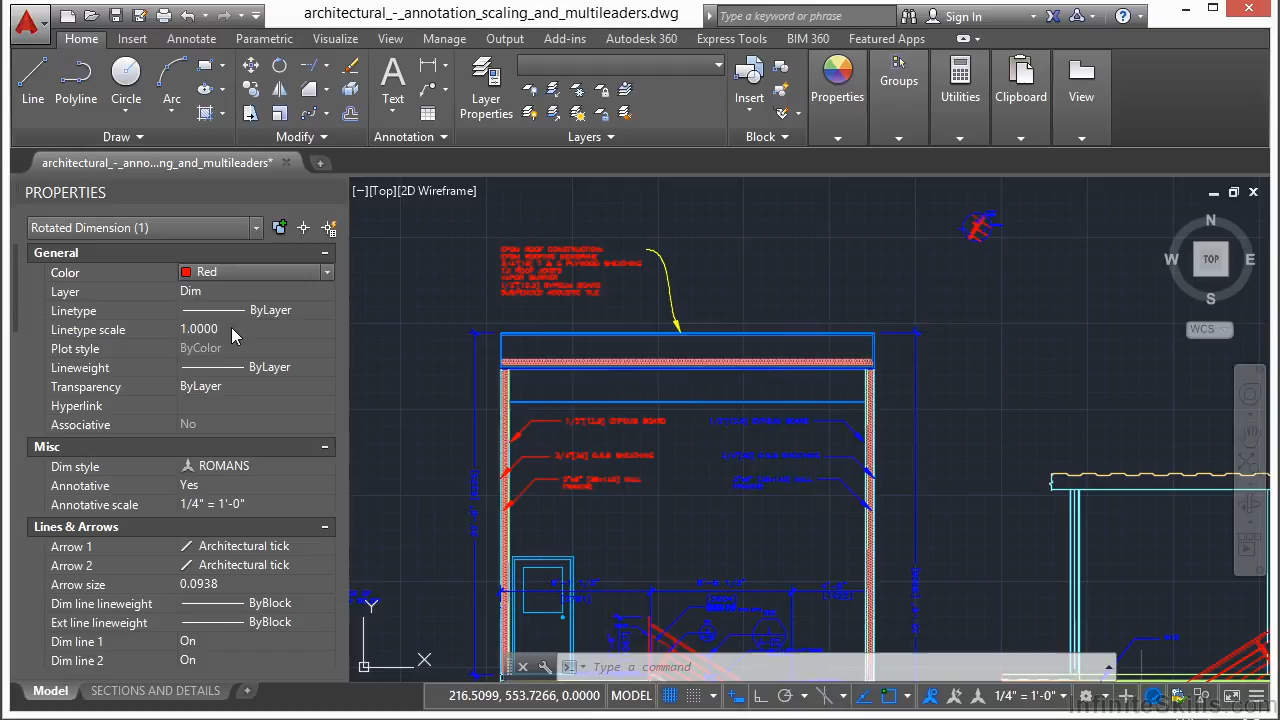 architectural_-_annotation_scaling_and_multileaders.dwg
Type a keyword or phrase
Sign In
Home Insert Annotate Parametric Visualize View Manage Output Add-ins Autodesk 360 Express Tools BIM 360 Featured Apps
Line Polyline Circle Arc Text Layer Properties Insert Properties Groups Utilities Clipboard View
Draw Modify Annotation Layers Block
architectural_-_anno...ng_and_multileaders*
PROPERTIES
[−][Top][2D Wireframe]
Rotated Dimension (1)
General
Color Red
Layer Dim
Linetype ByLayer
Linetype scale 1.0000
Plot style ByColor
Lineweight ByLayer
Transparency ByLayer
Hyperlink
Associative No
Misc
Dim style ROMANS
Annotative Yes
Annotative scale 1/4" = 1'-0"
Lines & Arrows
Arrow 1 Architectural tick
Arrow 2 Architectural tick
Arrow size 0.0938
Dim line lineweight ByBlock
Ext line lineweight ByBlock
Dim line 1 On
Dim line 2 On
N
W TOP E
S
WCS
Y
X
Type a command
Model SECTIONS AND DETAILS
216.5099, 553.7266, 0.0000 MODEL 1/4" = 1'-0"
InfiniteSkills.com